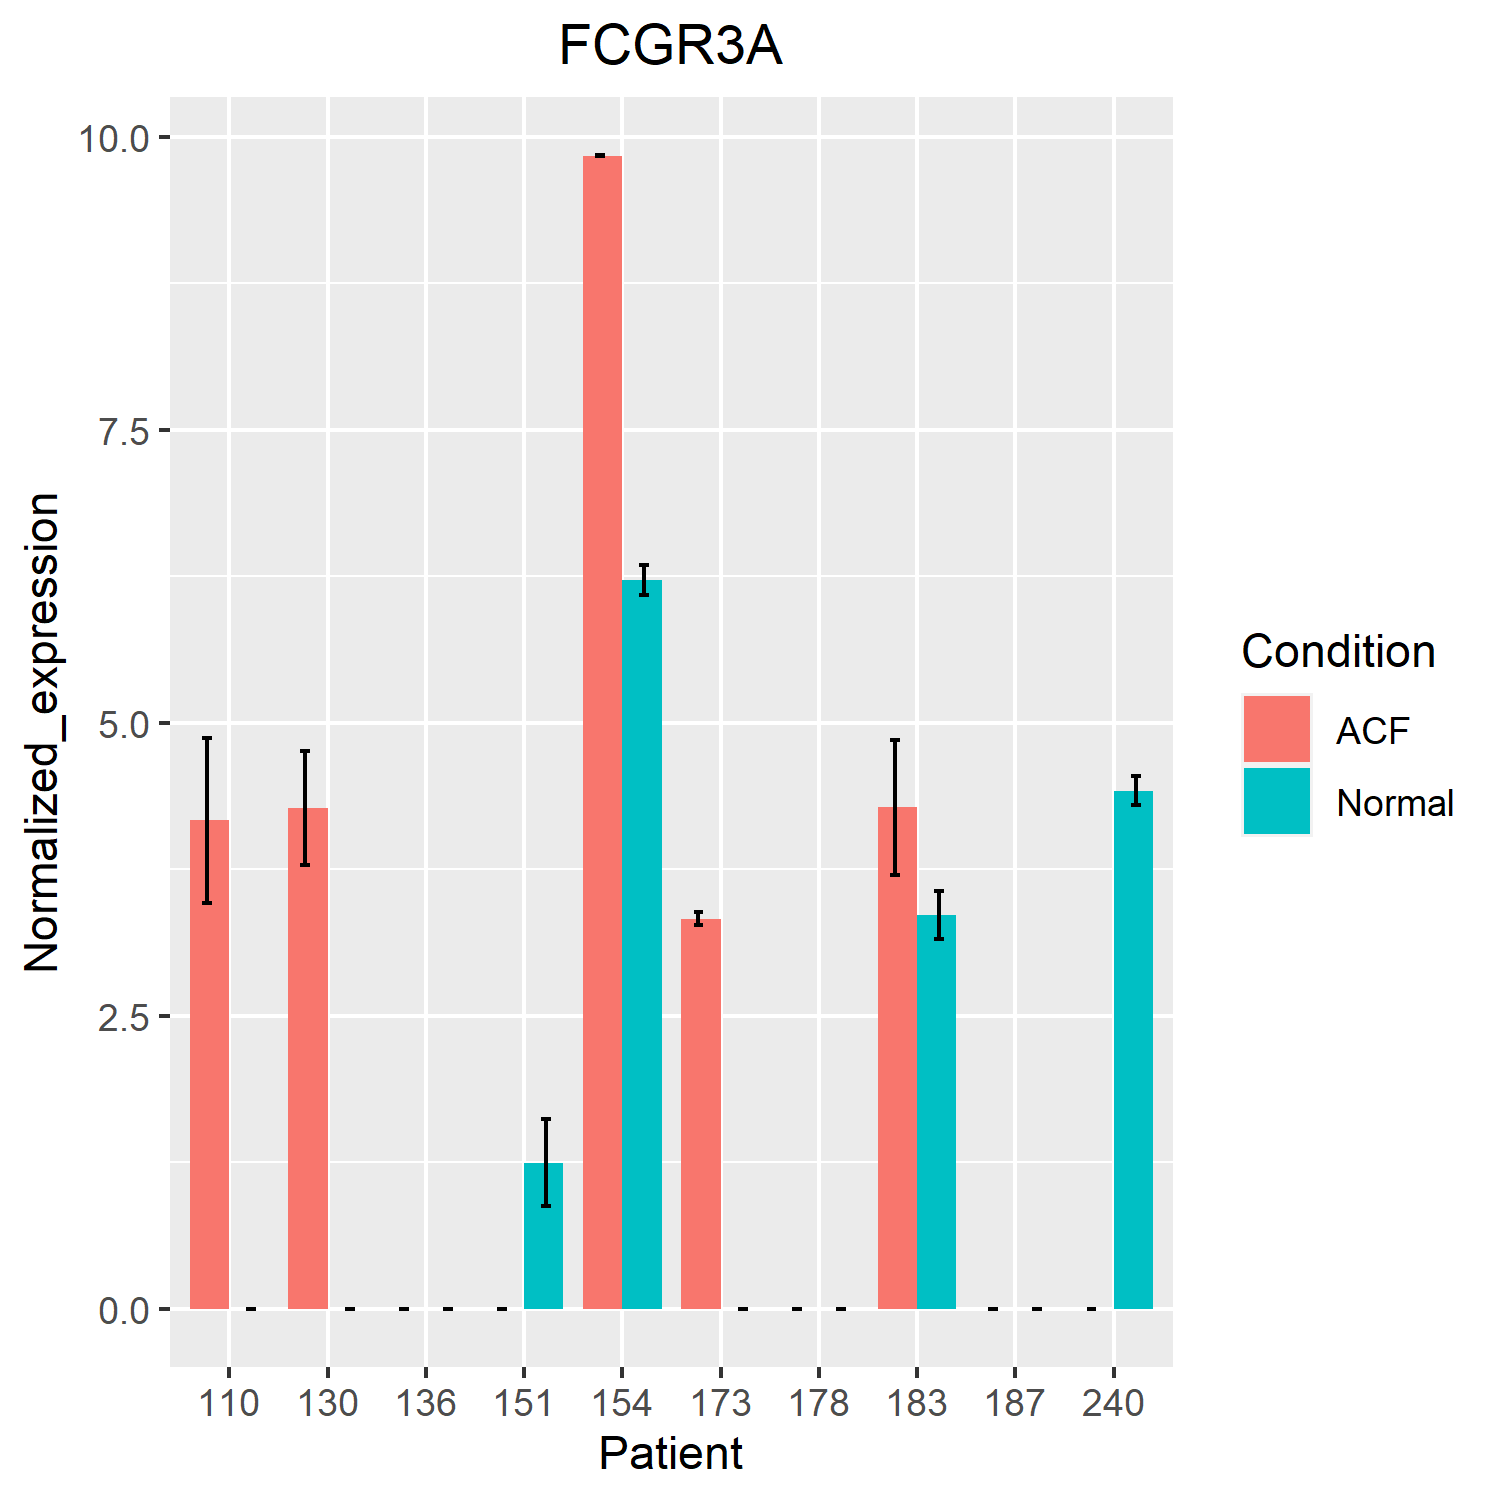 FCGR3A
10.0
7.5
5.0
2.5
0.0
Normalized_expression
110 130 136 151 154 173 178 183 187 240
Patient
Condition
ACF
Normal